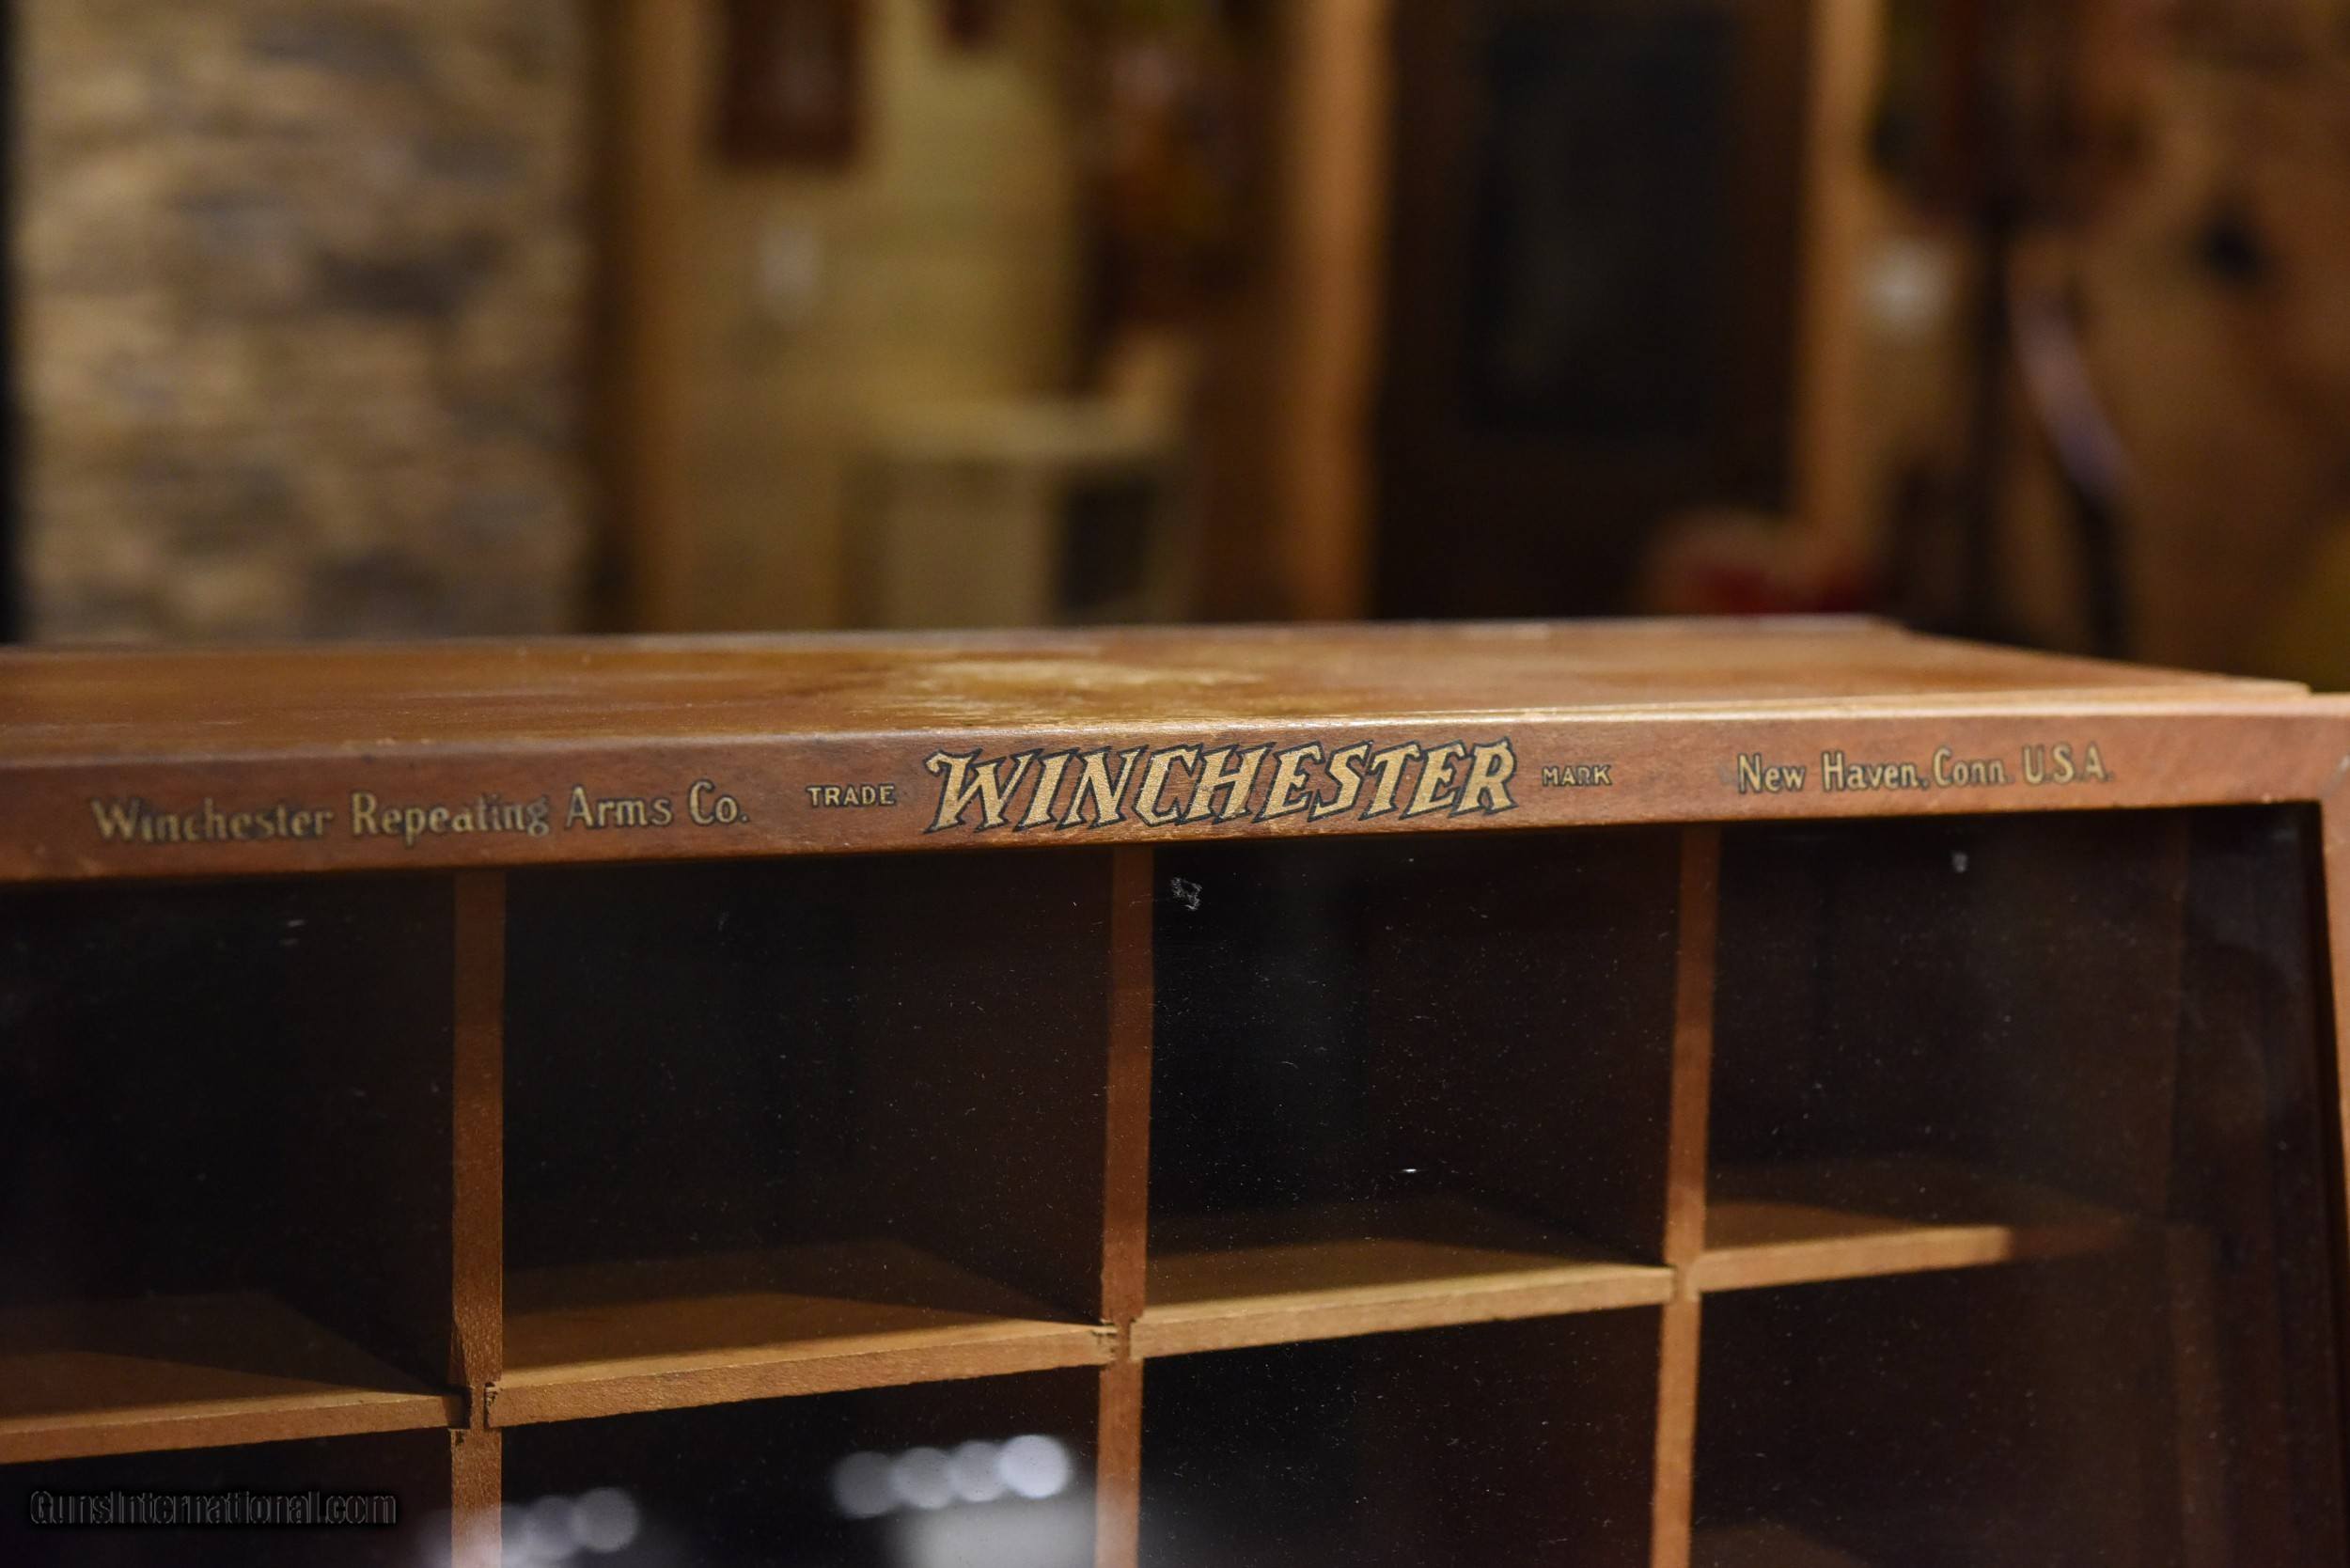 Winchester Repeating Arms Co. TRADE WINCHESTER MARK New Haven, Conn. U.S.A.
GunsInternational.com